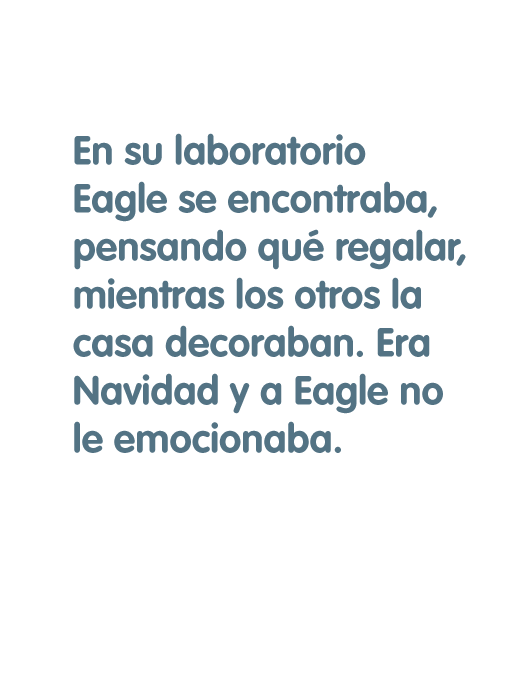 En su laboratorio
Eagle se encontraba,
pensando qué regalar,
mientras los otros la
casa decoraban. Era
Navidad y a Eagle no
le emocionaba.